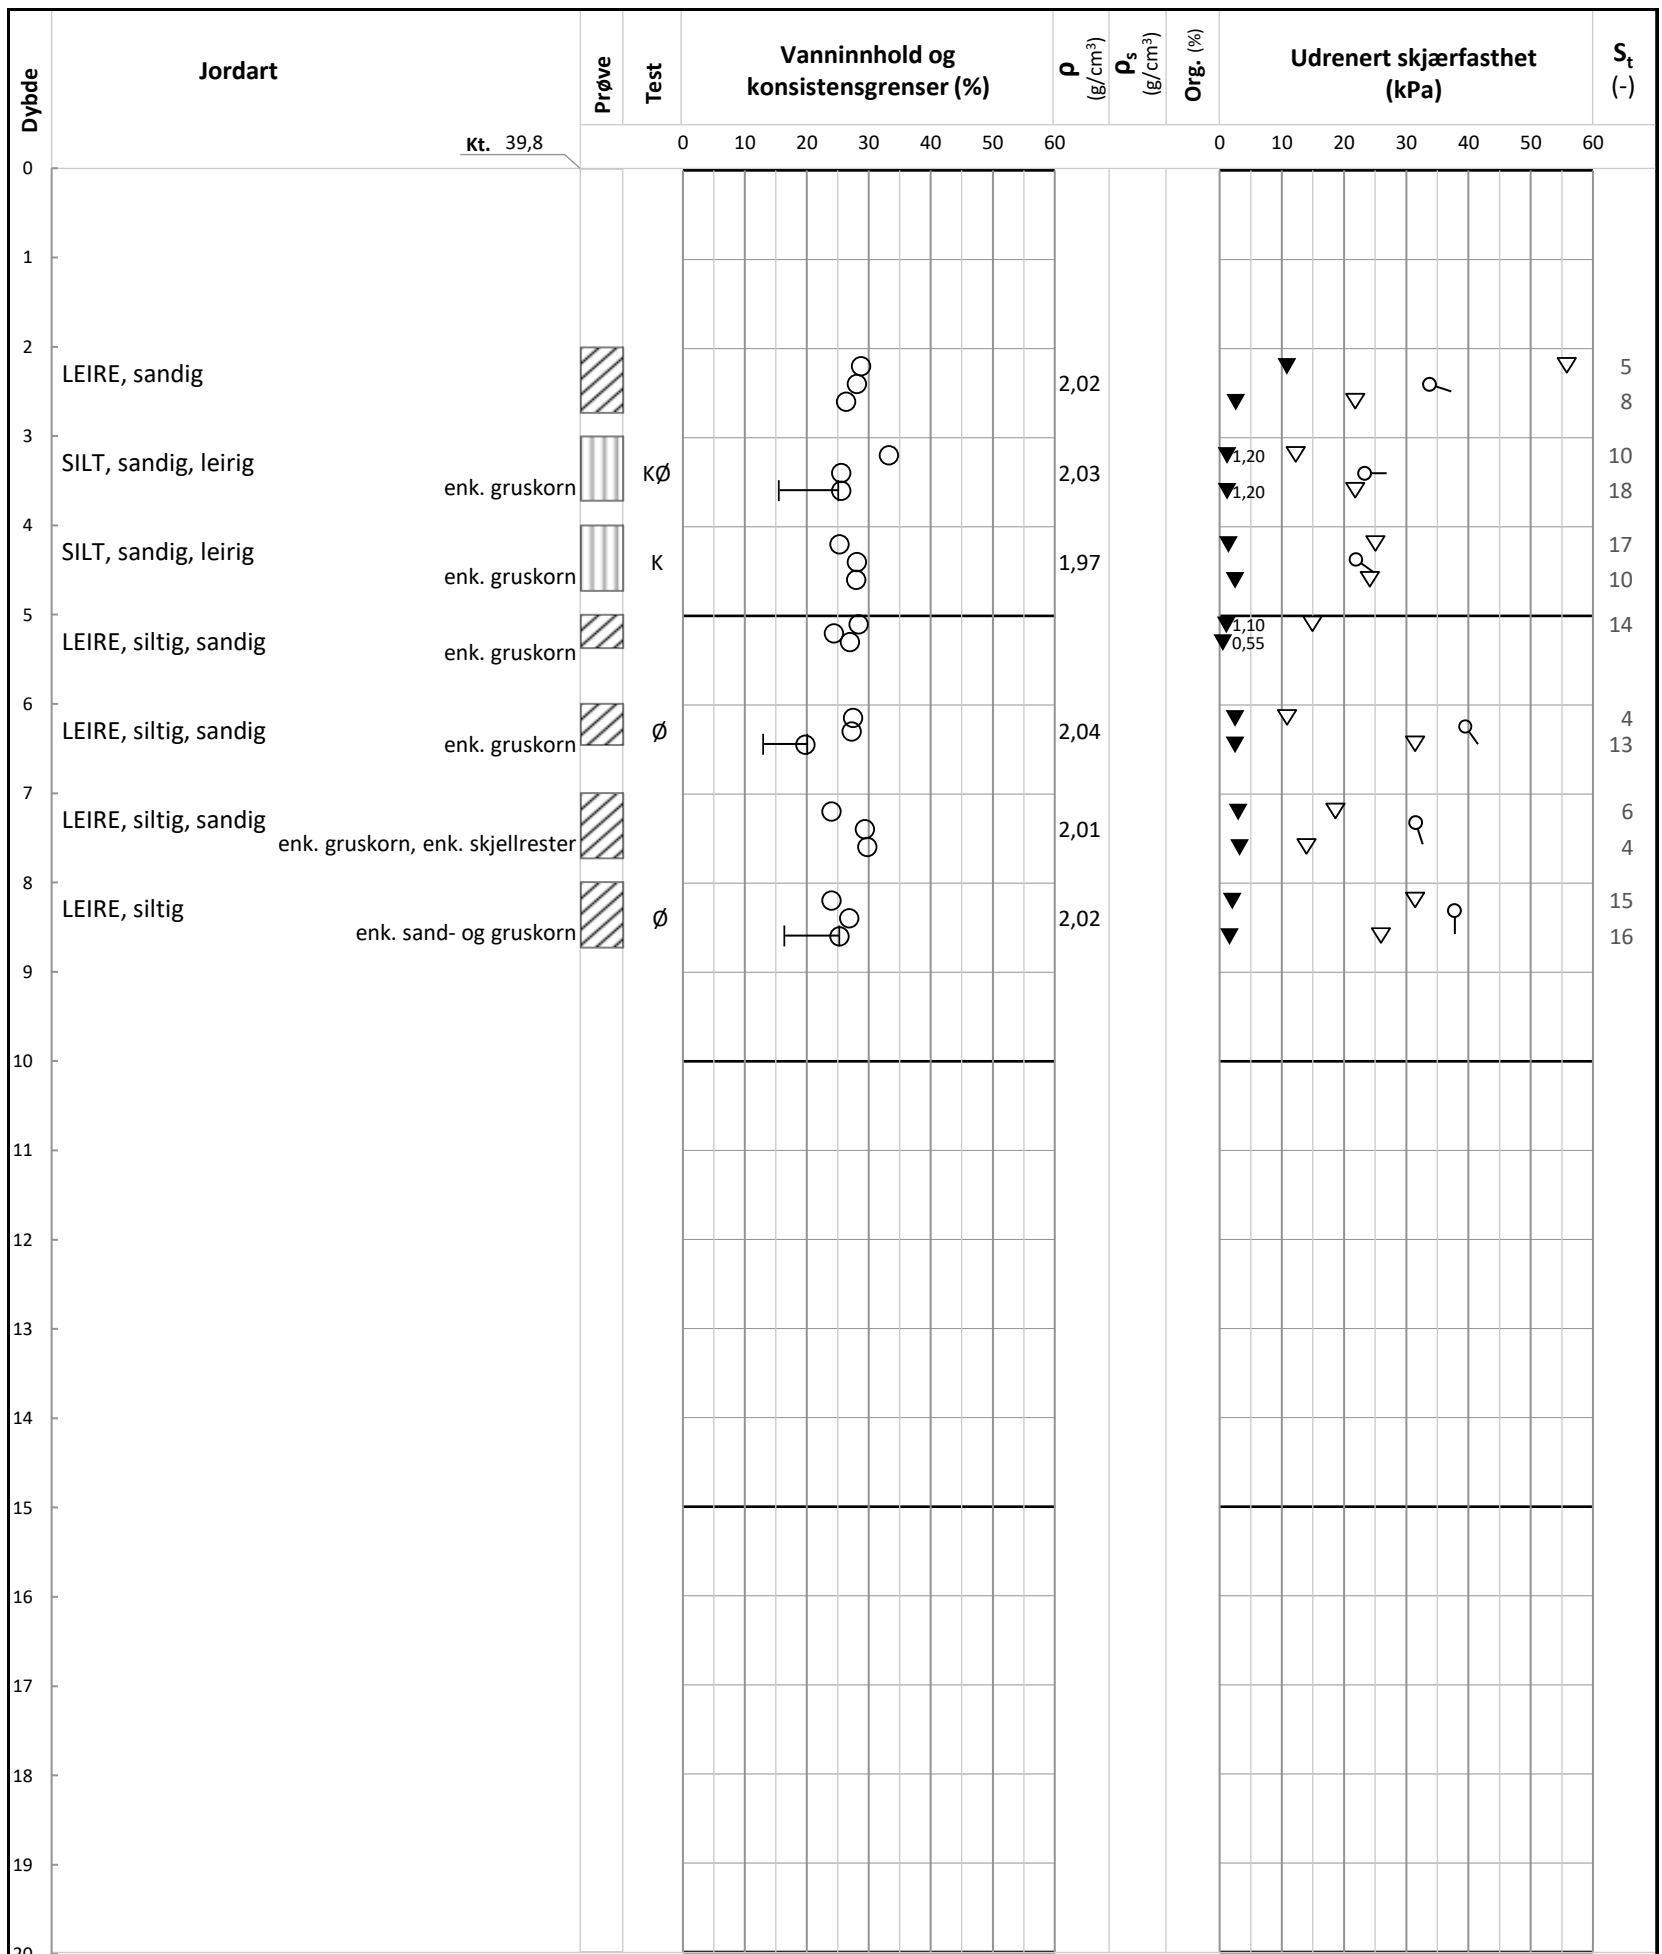 Dybde
Jordart
Prøve
Test
Vanninnhold og
konsistensgrenser (%)
ρ
(g/cm³)
ρs
(g/cm³)
Org. (%)
Udrenert skjærfasthet
(kPa)
St
(-)
Kt. 39,8
0 10 20 30 40 50 60
0 10 20 30 40 50 60
0
1
2
LEIRE, sandig
2,02
5
8
3
SILT, sandig, leirig
enk. gruskorn
KØ
2,03
1,20
1,20
10
18
4
SILT, sandig, leirig
enk. gruskorn
K
1,97
17
10
5
LEIRE, siltig, sandig
enk. gruskorn
1,10
0,55
14
6
LEIRE, siltig, sandig
enk. gruskorn
Ø
2,04
4
13
7
LEIRE, siltig, sandig
enk. gruskorn, enk. skjellrester
2,01
6
4
8
LEIRE, siltig
enk. sand- og gruskorn
Ø
2,02
15
16
9
10
11
12
13
14
15
16
17
18
19
20